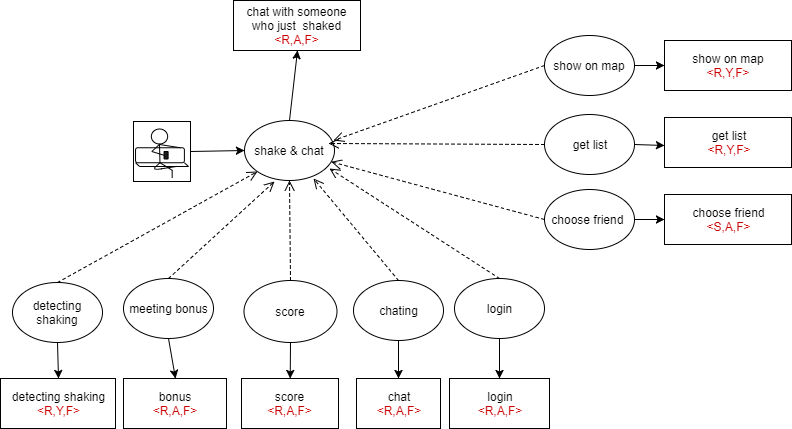 chat with someone
who just shaked
<R,A,F>
show on map
show on map
<R,Y,F>
shake & chat
get list
get list
<R,Y,F>
choose friend
choose friend
<S,A,F>
detecting
shaking
meeting bonus
score
chating
login
detecting shaking
<R,Y,F>
bonus
<R,A,F>
score
<R,A,F>
chat
<R,A,F>
login
<R,A,F>